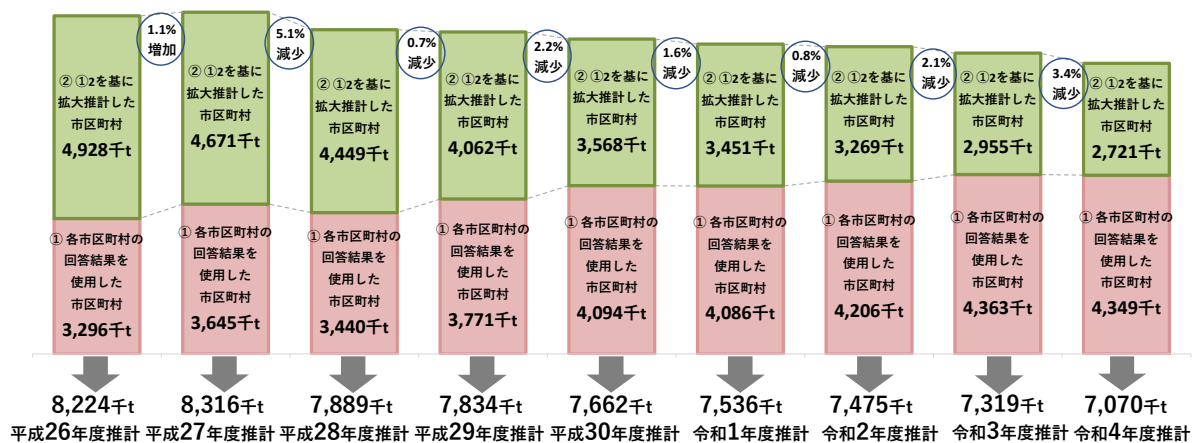 1.1%
増加
5.1%
減少
0.7%
減少
2.2%
減少
1.6%
減少
0.8%
減少
2.1%
減少
3.4%
減少
② ①2を基に
拡大推計した
市区町村
4,928千t
② ①2を基に
拡大推計した
市区町村
4,671千t
② ①2を基に
拡大推計した
市区町村
4,449千t
② ①2を基に
拡大推計した
市区町村
4,062千t
② ①2を基に
拡大推計した
市区町村
3,568千t
② ①2を基に
拡大推計した
市区町村
3,451千t
② ①2を基に
拡大推計した
市区町村
3,269千t
② ①2を基に
拡大推計した
市区町村
2,955千t
② ①2を基に
拡大推計した
市区町村
2,721千t
① 各市区町村の
回答結果を
使用した
市区町村
3,296千t
① 各市区町村の
回答結果を
使用した
市区町村
3,645千t
① 各市区町村の
回答結果を
使用した
市区町村
3,440千t
① 各市区町村の
回答結果を
使用した
市区町村
3,771千t
① 各市区町村の
回答結果を
使用した
市区町村
4,094千t
① 各市区町村の
回答結果を
使用した
市区町村
4,086千t
① 各市区町村の
回答結果を
使用した
市区町村
4,206千t
① 各市区町村の
回答結果を
使用した
市区町村
4,363千t
① 各市区町村の
回答結果を
使用した
市区町村
4,349千t
8,224千t
平成26年度推計
8,316千t
平成27年度推計
7,889千t
平成28年度推計
7,834千t
平成29年度推計
7,662千t
平成30年度推計
7,536千t
令和1年度推計
7,475千t
令和2年度推計
7,319千t
令和3年度推計
7,070千t
令和4年度推計